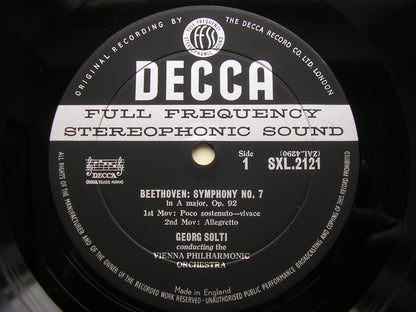 ORIGINAL RECORDING BY
THE DECCA RECORD CO. LTD. LONDON
FULL FREQUENCY
FFSS
DECCA
FULL FREQUENCY
STEREOPHONIC SOUND
DECCA
Side
1
(ZAL.4290)
SXL.2121
BEETHOVEN: SYMPHONY NO. 7
in A major, Op. 92
1st Mov: Poco sostenuto—vivace
2nd Mov: Allegretto
GEORG SOLTI
conducting the
VIENNA PHILHARMONIC
ORCHESTRA
Made in England
ALL RIGHTS OF THE MANUFACTURER AND OF THE OWNER OF THE RECORDED WORK RESERVED · UNAUTHORISED PUBLIC PERFORMANCE BROADCASTING AND COPYING OF THIS RECORD PROHIBITED